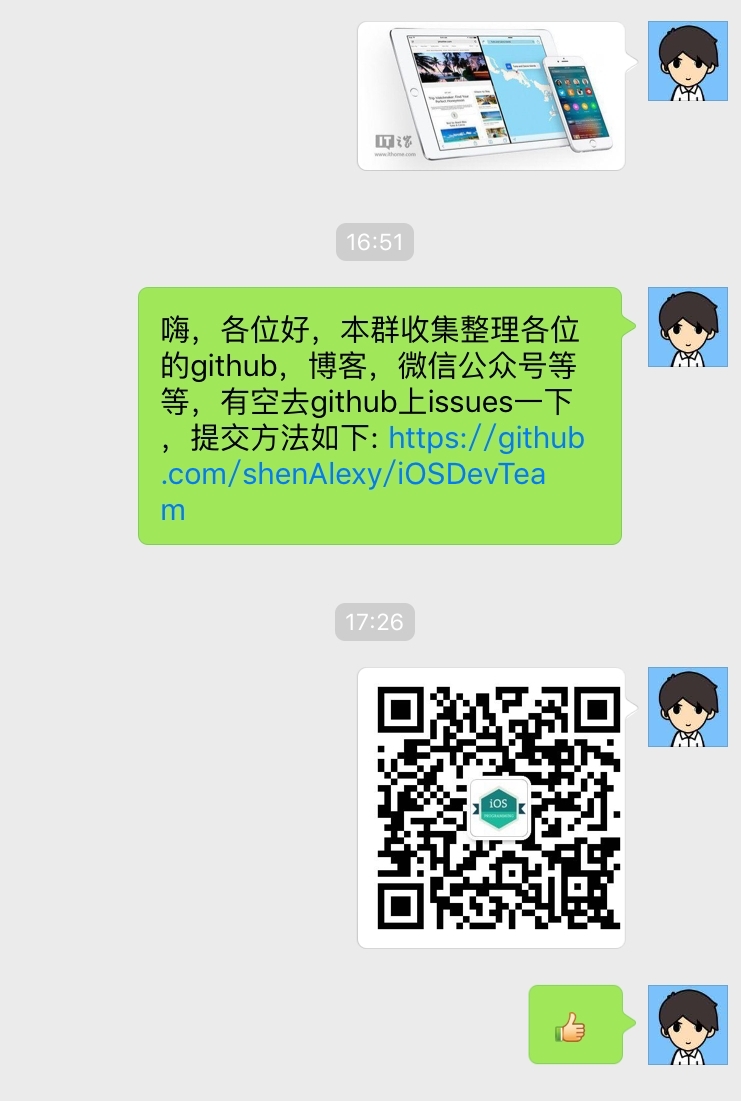 IT之家
www.ithome.com
16:51
嗨，各位好，本群收集整理各位
的github，博客，微信公众号等
等，有空去github上issues一下
，提交方法如下: https://github
.com/shenAlexy/iOSDevTea
m
17:26
iOS
PROGRAMMING